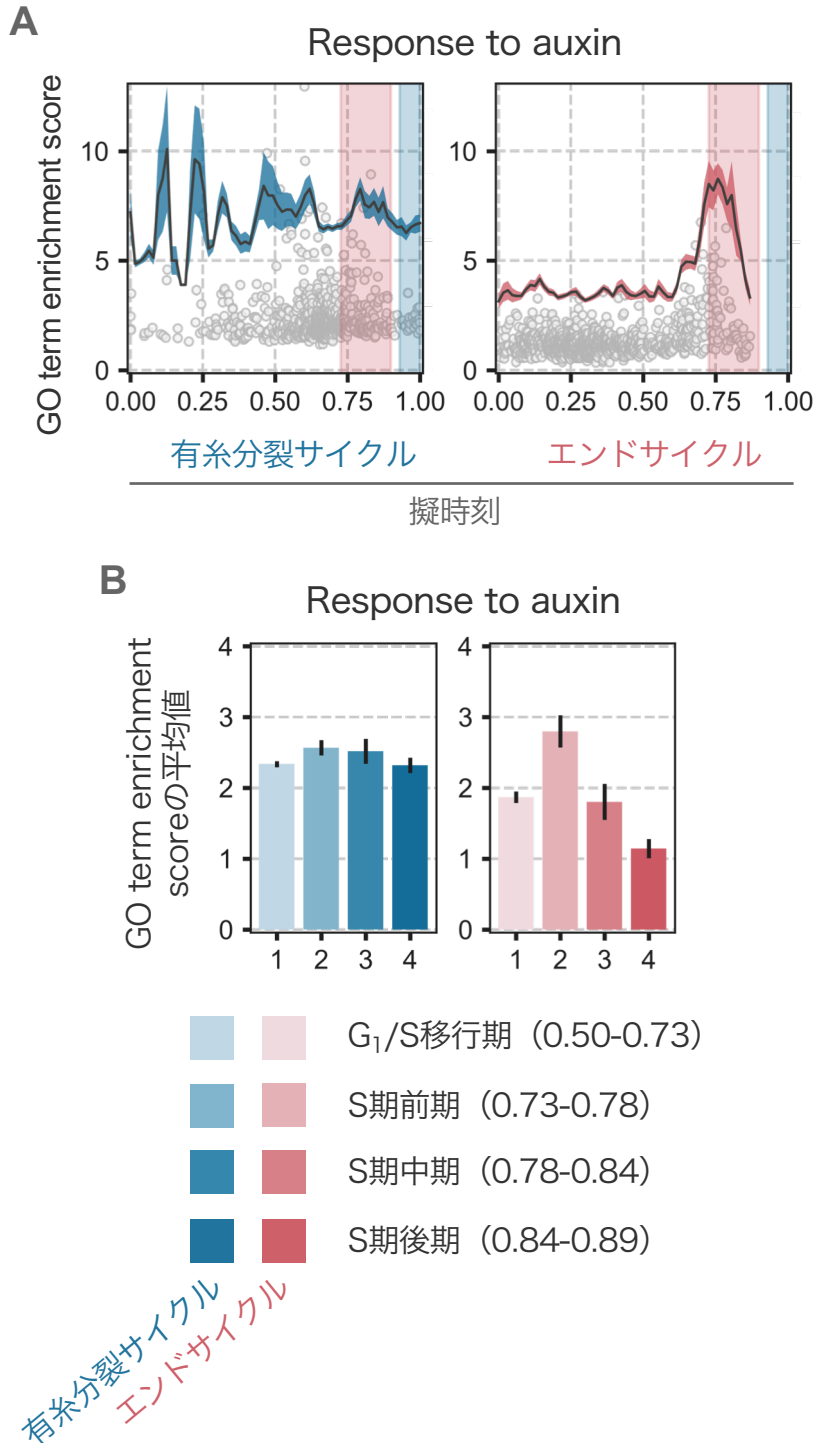 A
Response to auxin
GO term enrichment score
10
5
0
0.00 0.25 0.50 0.75 1.00
有糸分裂サイクル
10
5
0
0.00 0.25 0.50 0.75 1.00
エンドサイクル
擬時刻
B
Response to auxin
GO term enrichment
scoreの平均値
4
3
2
1
0
1 2 3 4
4
3
2
1
0
1 2 3 4
G₁/S移行期（0.50-0.73）
S期前期（0.73-0.78）
S期中期（0.78-0.84）
S期後期（0.84-0.89）
有糸分裂サイクル
エンドサイクル